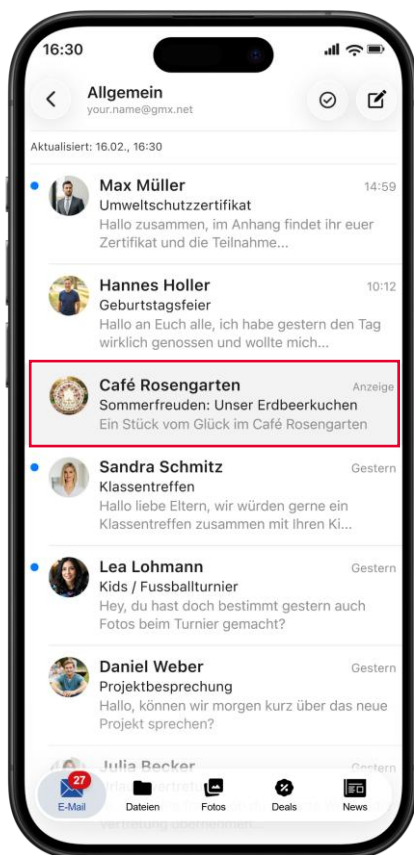 16:30
Allgemein
your.name@gmx.net
Aktualisiert: 16.02., 16:30
Max Müller 14:59
Umweltschutzzertifikat
Hallo zusammen, im Anhang findet ihr euer
Zertifikat und die Teilnahme...
Hannes Holler 10:12
Geburtstagsfeier
Hallo an Euch alle, ich habe gestern den Tag
wirklich genossen und wollte mich...
Café Rosengarten Anzeige
Sommerfreuden: Unser Erdbeerkuchen
Ein Stück vom Glück im Café Rosengarten
Sandra Schmitz Gestern
Klassentreffen
Hallo liebe Eltern, wir würden gerne ein
Klassentreffen zusammen mit Ihren Ki...
Lea Lohmann Gestern
Kids / Fussballturnier
Hey, du hast doch bestimmt gestern auch
Fotos beim Turnier gemacht?
Daniel Weber Gestern
Projektbesprechung
Hallo, können wir morgen kurz über das neue
Projekt sprechen?
Julia Becker Gestern
27
E-Mail Dateien Fotos Deals News